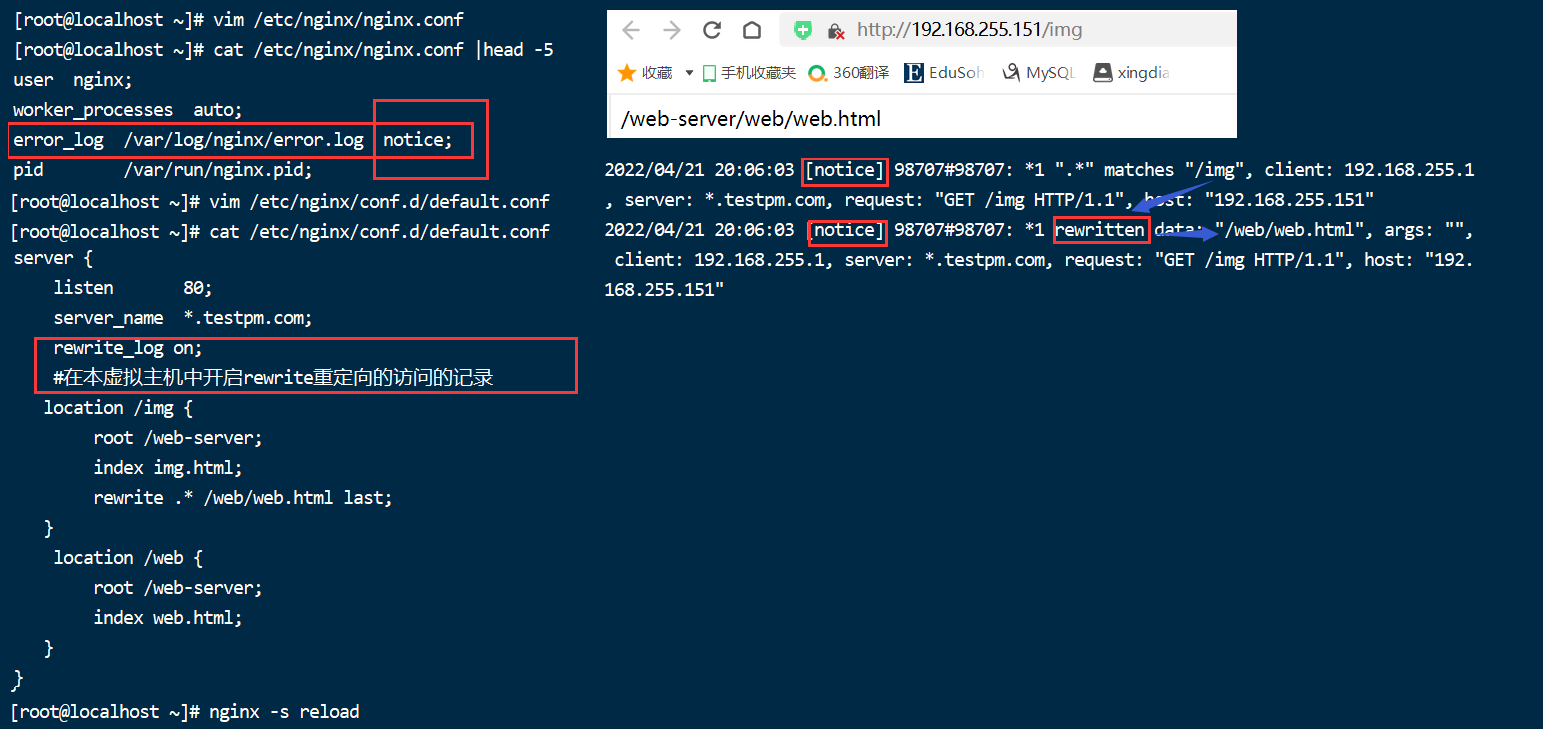 [root@localhost ~]# vim /etc/nginx/nginx.conf
[root@localhost ~]# cat /etc/nginx/nginx.conf |head -5
user  nginx;
worker_processes  auto;
error_log  /var/log/nginx/error.log  notice;
pid        /var/run/nginx.pid;
[root@localhost ~]# vim /etc/nginx/conf.d/default.conf
[root@localhost ~]# cat /etc/nginx/conf.d/default.conf
server {
    listen       80;
    server_name  *.testpm.com;
    rewrite_log on;
    #在本虚拟主机中开启rewrite重定向的访问的记录
   location /img {
        root /web-server;
        index img.html;
        rewrite .* /web/web.html last;
   }
    location /web {
        root /web-server;
        index web.html;
   }
}
[root@localhost ~]# nginx -s reload
http://192.168.255.151/img
收藏 手机收藏夹 360翻译 EduSoh MySQL xingdia
/web-server/web/web.html
2022/04/21 20:06:03 [notice] 98707#98707: *1 ".*" matches "/img", client: 192.168.255.1
, server: *.testpm.com, request: "GET /img HTTP/1.1", host: "192.168.255.151"
2022/04/21 20:06:03 [notice] 98707#98707: *1 rewritten data: "/web/web.html", args: "",
 client: 192.168.255.1, server: *.testpm.com, request: "GET /img HTTP/1.1", host: "192.
168.255.151"